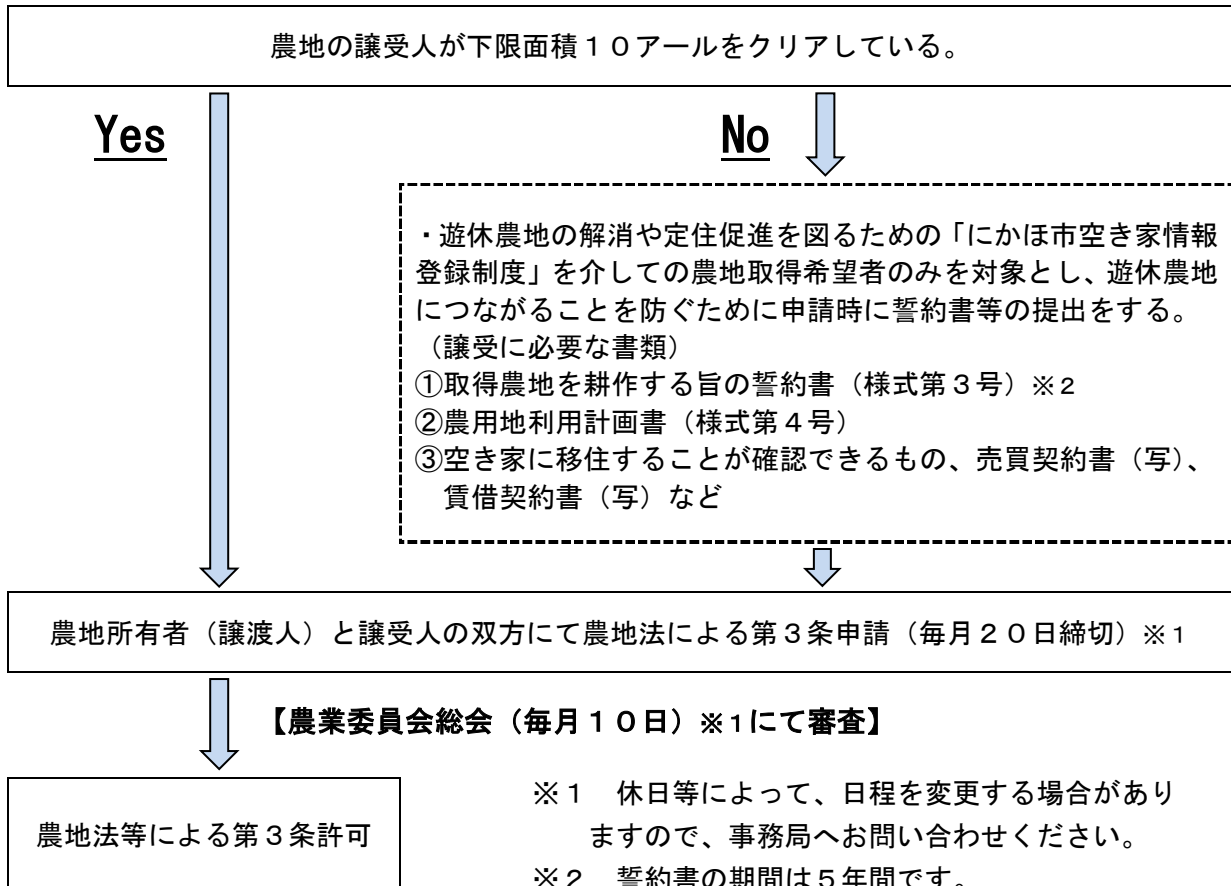 農地の譲受人が下限面積１０アールをクリアしている。
Yes
No
・遊休農地の解消や定住促進を図るための「にかほ市空き家情報
登録制度」を介しての農地取得希望者のみを対象とし、遊休農地
につながることを防ぐために申請時に誓約書等の提出をする。
（譲受に必要な書類）
①取得農地を耕作する旨の誓約書（様式第３号）※2
②農用地利用計画書（様式第４号）
③空き家に移住することが確認できるもの、売買契約書（写）、
賃借契約書（写）など
農地所有者（譲渡人）と譲受人の双方にて農地法による第３条申請（毎月２０日締切）※1
【農業委員会総会（毎月１０日）※1にて審査】
農地法等による第３条許可
※１　休日等によって、日程を変更する場合があり
ますので、事務局へお問い合わせください。
※２　誓約書の期間は５年間です。